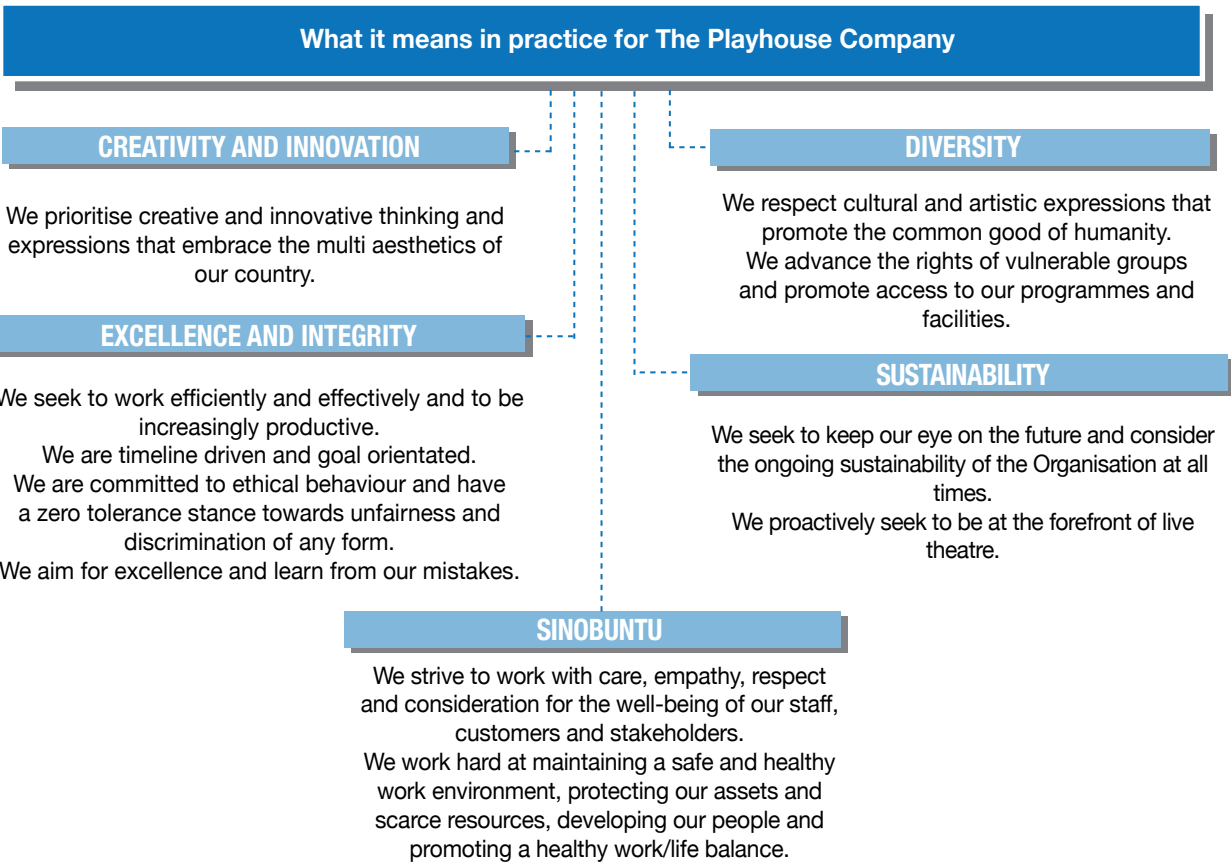 What it means in practice for The Playhouse Company
CREATIVITY AND INNOVATION
We prioritise creative and innovative thinking and
expressions that embrace the multi aesthetics of
our country.
EXCELLENCE AND INTEGRITY
We seek to work efficiently and effectively and to be
increasingly productive.
We are timeline driven and goal orientated.
We are committed to ethical behaviour and have
a zero tolerance stance towards unfairness and
discrimination of any form.
We aim for excellence and learn from our mistakes.
DIVERSITY
We respect cultural and artistic expressions that
promote the common good of humanity.
We advance the rights of vulnerable groups
and promote access to our programmes and
facilities.
SUSTAINABILITY
We seek to keep our eye on the future and consider
the ongoing sustainability of the Organisation at all
times.
We proactively seek to be at the forefront of live
theatre.
SINOBUNTU
We strive to work with care, empathy, respect
and consideration for the well-being of our staff,
customers and stakeholders.
We work hard at maintaining a safe and healthy
work environment, protecting our assets and
scarce resources, developing our people and
promoting a healthy work/life balance.